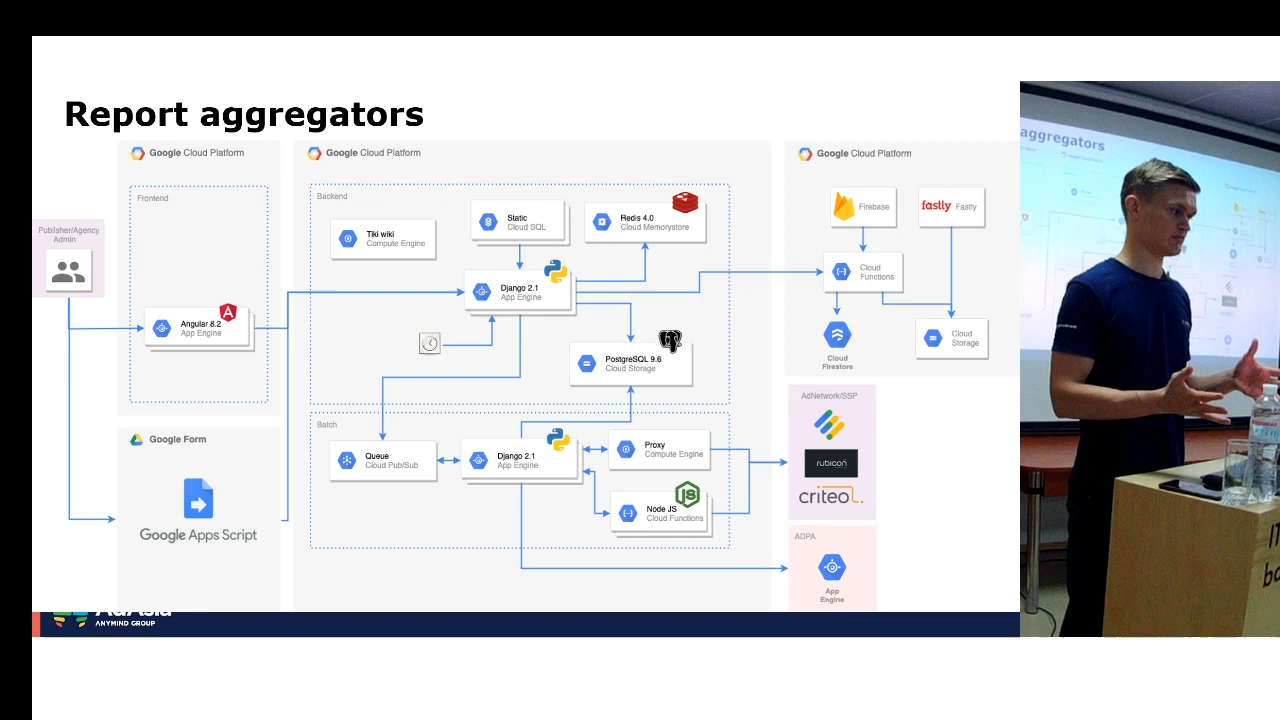 Report aggregators
Google Cloud Platform
Frontend
Publisher/Agency
Admin
Angular 8.2
App Engine
Google Form
Google Apps Script
Google Cloud Platform
Backend
Tiki wiki
Compute Engine
Static
Cloud SQL
Redis 4.0
Cloud Memorystore
Django 2.1
App Engine
PostgreSQL 9.6
Cloud Storage
Batch
Queue
Cloud Pub/Sub
Django 2.1
App Engine
Proxy
Compute Engine
JS
Node JS
Cloud Functions
Google Cloud Platform
Firebase
fastly Fastly
Cloud
Functions
Cloud
Firestore
Cloud
Storage
AdNetwork/SSP
rubicon
criteol.
ADPA
App
Engine
ANYMIND GROUP
aggregators